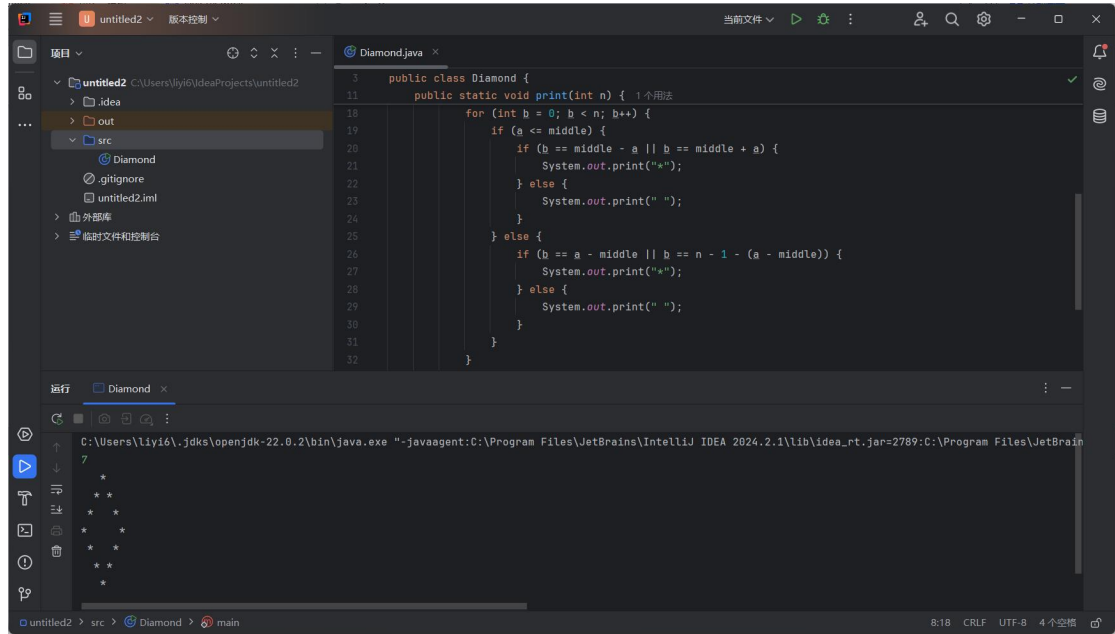 U untitled2 版本控制 当前文件
项目
Diamond.java
untitled2 C:\Users\liyi6\IdeaProjects\untitled2
.idea
out
src
Diamond
.gitignore
untitled2.iml
外部库
临时文件和控制台
3 public class Diamond {
11 public static void print(int n) { 1个用法
18 for (int b = 0; b < n; b++) {
19 if (a <= middle) {
20 if (b == middle - a || b == middle + a) {
21 System.out.print("*");
22 } else {
23 System.out.print(" ");
24 }
25 } else {
26 if (b == a - middle || b == n - 1 - (a - middle)) {
27 System.out.print("*");
28 } else {
29 System.out.print(" ");
30 }
31 }
32 }
运行 Diamond
C:\Users\liyi6\.jdks\openjdk-22.0.2\bin\java.exe "-javaagent:C:\Program Files\JetBrains\IntelliJ IDEA 2024.2.1\lib\idea_rt.jar=2789:C:\Program Files\JetBrain
7
   *
  * *
 *   *
*     *
 *   *
  * *
   *
untitled2 > src > Diamond > main 8:18 CRLF UTF-8 4个空格